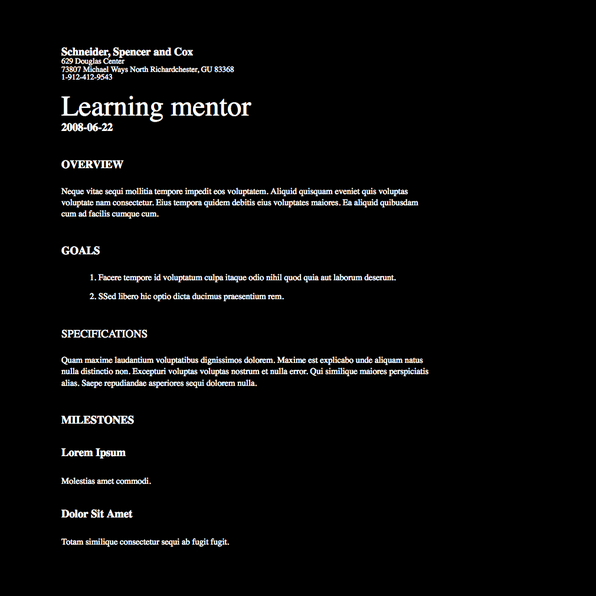 Schneider, Spencer and Cox
629 Douglas Center
73807 Michael Ways North Richardchester, GU 83368
1-912-412-9543
Learning mentor
2008-06-22
OVERVIEW
Neque vitae sequi mollitia tempore impedit eos voluptatem. Aliquid quisquam eveniet quis voluptas
voluptate nam consectetur. Eius tempora quidem debitis eius voluptates maiores. Ea aliquid quibusdam
cum ad facilis cumque cum.
GOALS
1. Facere tempore id voluptatum culpa itaque odio nihil quod quia aut laborum deserunt.
2. SSed libero hic optio dicta ducimus praesentium rem.
SPECIFICATIONS
Quam maxime laudantium voluptatibus dignissimos dolorem. Maxime est explicabo unde aliquam natus
nulla distinctio non. Excepturi voluptas voluptas nostrum et nulla error. Qui similique maiores perspiciatis
alias. Saepe repudiandae asperiores sequi dolorem nulla.
MILESTONES
Lorem Ipsum
Molestias amet commodi.
Dolor Sit Amet
Totam similique consectetur sequi ab fugit fugit.